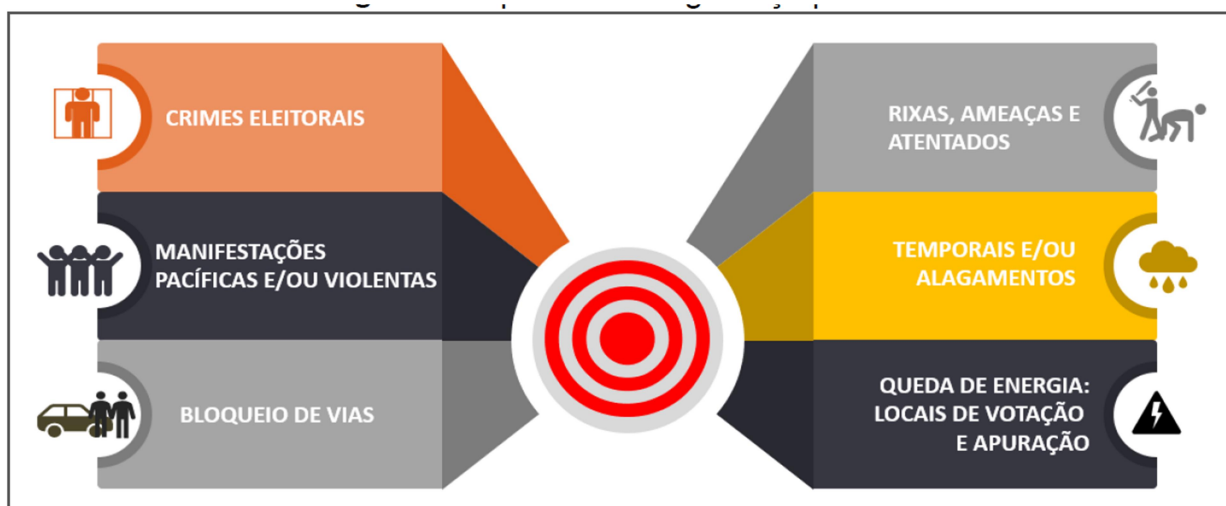 CRIMES ELEITORAIS
MANIFESTAÇÕES
PACÍFICAS E/OU VIOLENTAS
BLOQUEIO DE VIAS
RIXAS, AMEAÇAS E
ATENTADOS
TEMPORAIS E/OU
ALAGAMENTOS
QUEDA DE ENERGIA:
LOCAIS DE VOTAÇÃO
E APURAÇÃO